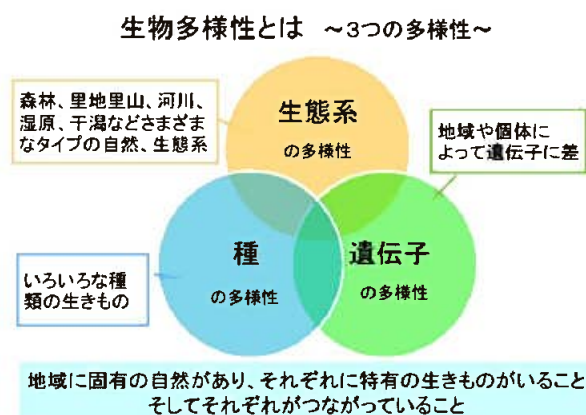 生物多様性とは ～3つの多様性～
森林、里地里山、河川、
湿原、干潟などさまざま
なタイプの自然、生態系
生態系
の多様性
地域や個体に
よって遺伝子に差
種
の多様性
遺伝子
の多様性
いろいろな種
類の生きもの
地域に固有の自然があり、それぞれに特有の生きものがいること
そしてそれぞれがつながっていること